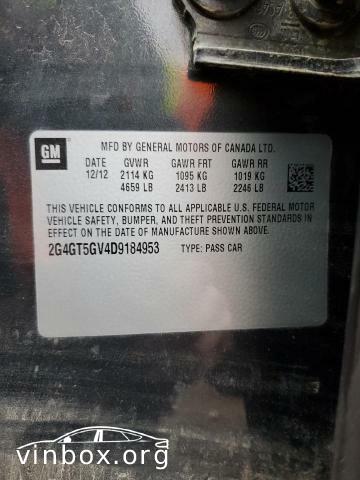 GM
MFD BY GENERAL MOTORS OF CANADA LTD.
DATE GVWR GAWR FRT GAWR RR
12/12 2114 KG 1095 KG 1019 KG
4659 LB 2413 LB 2246 LB
THIS VEHICLE CONFORMS TO ALL APPLICABLE U.S. FEDERAL MOTOR
VEHICLE SAFETY, BUMPER, AND THEFT PREVENTION STANDARDS IN
EFFECT ON THE DATE OF MANUFACTURE SHOWN ABOVE.
2G4GT5GV4D9184953 TYPE: PASS CAR
vinbox.org